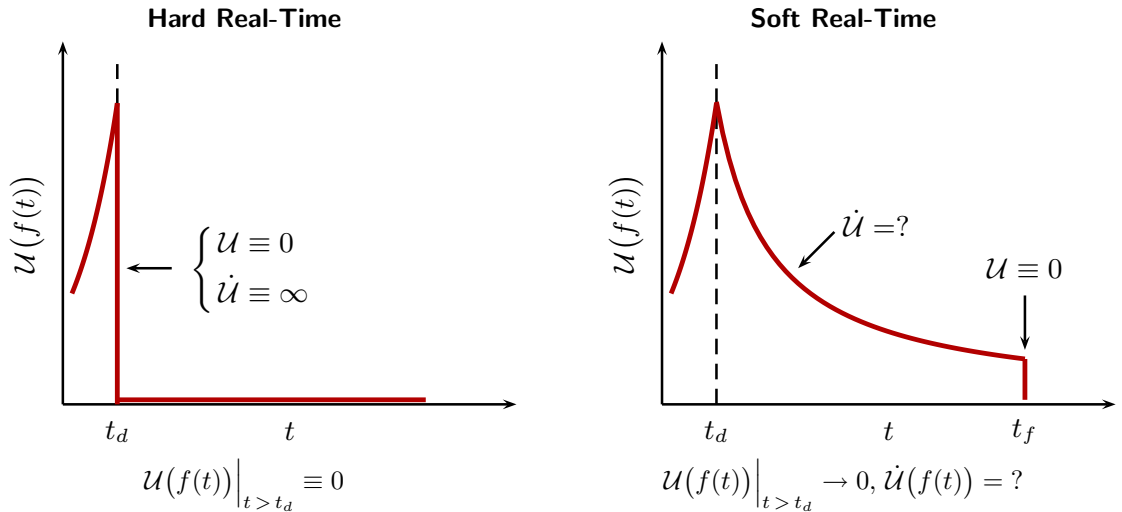 Hard Real-Time
𝒰(f(t))
{ 𝒰 ≡ 0
𝒰̇ ≡ ∞
t_d
t
𝒰(f(t))|_{t > t_d} ≡ 0
Soft Real-Time
𝒰(f(t))
𝒰̇ =?
𝒰 ≡ 0
t_d
t
t_f
𝒰(f(t))|_{t > t_d} → 0, 𝒰̇(f(t)) = ?